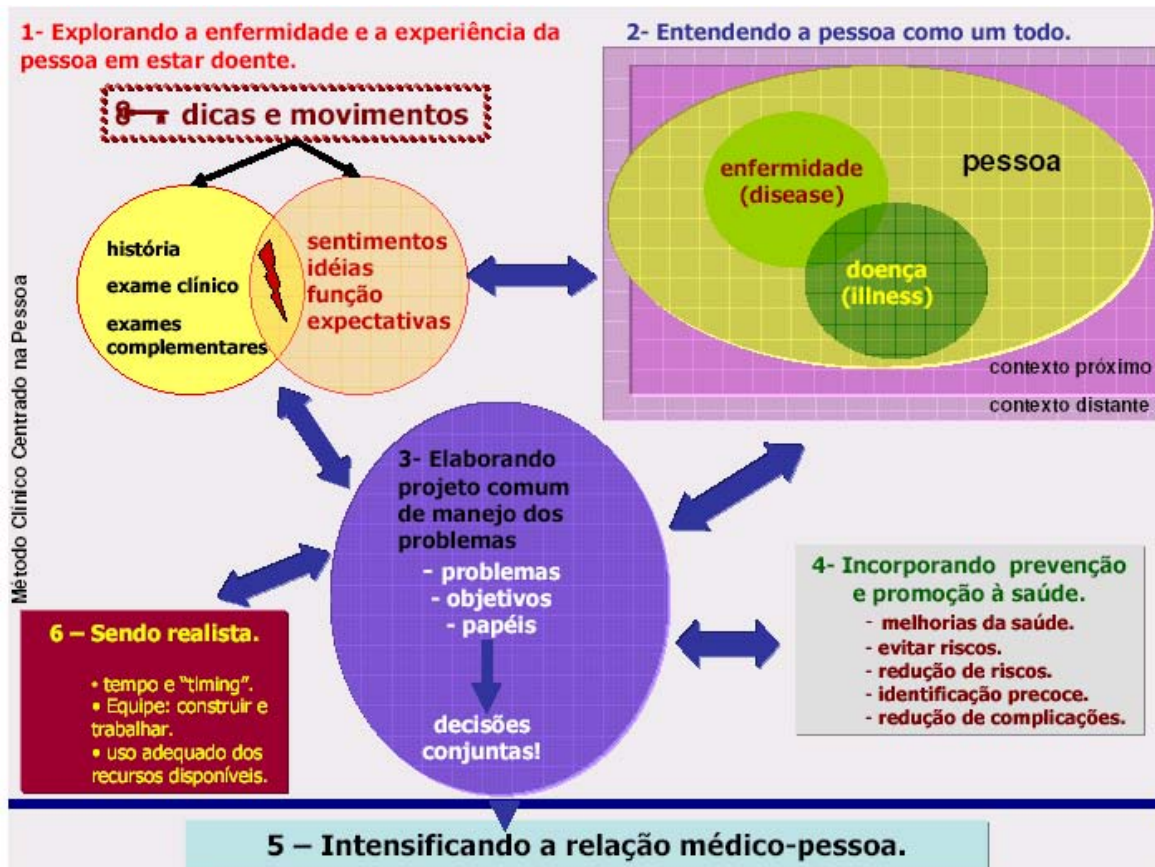 1- Explorando a enfermidade e a experiência da
pessoa em estar doente.
dicas e movimentos
história
exame clínico
exames
complementares
sentimentos
idéias
função
expectativas
2- Entendendo a pessoa como um todo.
enfermidade
(disease)
pessoa
doença
(illness)
contexto próximo
contexto distante
Método Clínico Centrado na Pessoa
3- Elaborando
projeto comum
de manejo dos
problemas
- problemas
- objetivos
- papéis
decisões
conjuntas!
4- Incorporando prevenção
e promoção à saúde.
- melhorias da saúde.
- evitar riscos.
- redução de riscos.
- identificação precoce.
- redução de complicações.
6 – Sendo realista.
• tempo e “timing”.
• Equipe: construir e
trabalhar.
• uso adequado dos
recursos disponíveis.
5 – Intensificando a relação médico-pessoa.